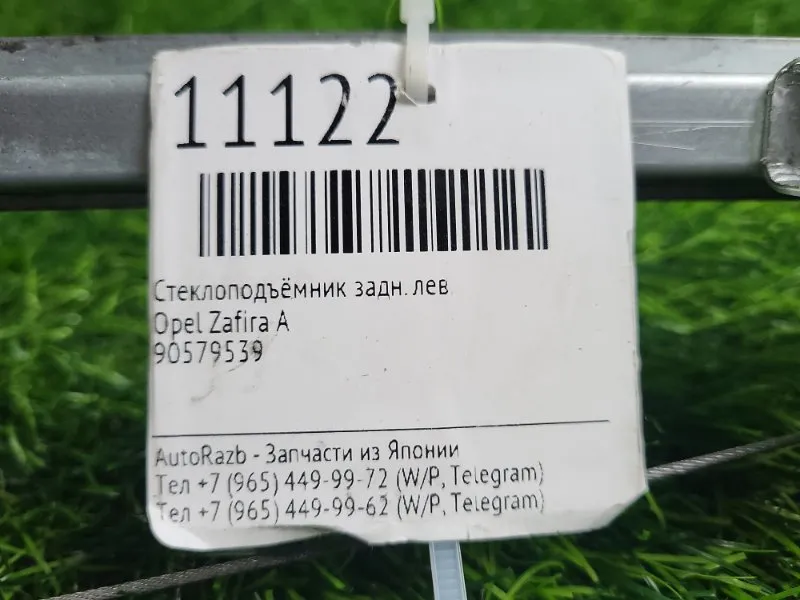 11122
Стеклоподъёмник задн. лев
Opel Zafira A
90579539
AutoRazb - Запчасти из Японии
Тел +7 (965) 449-99-72 (W/P, Telegram)
Тел +7 (965) 449-99-62 (W/P, Telegram)